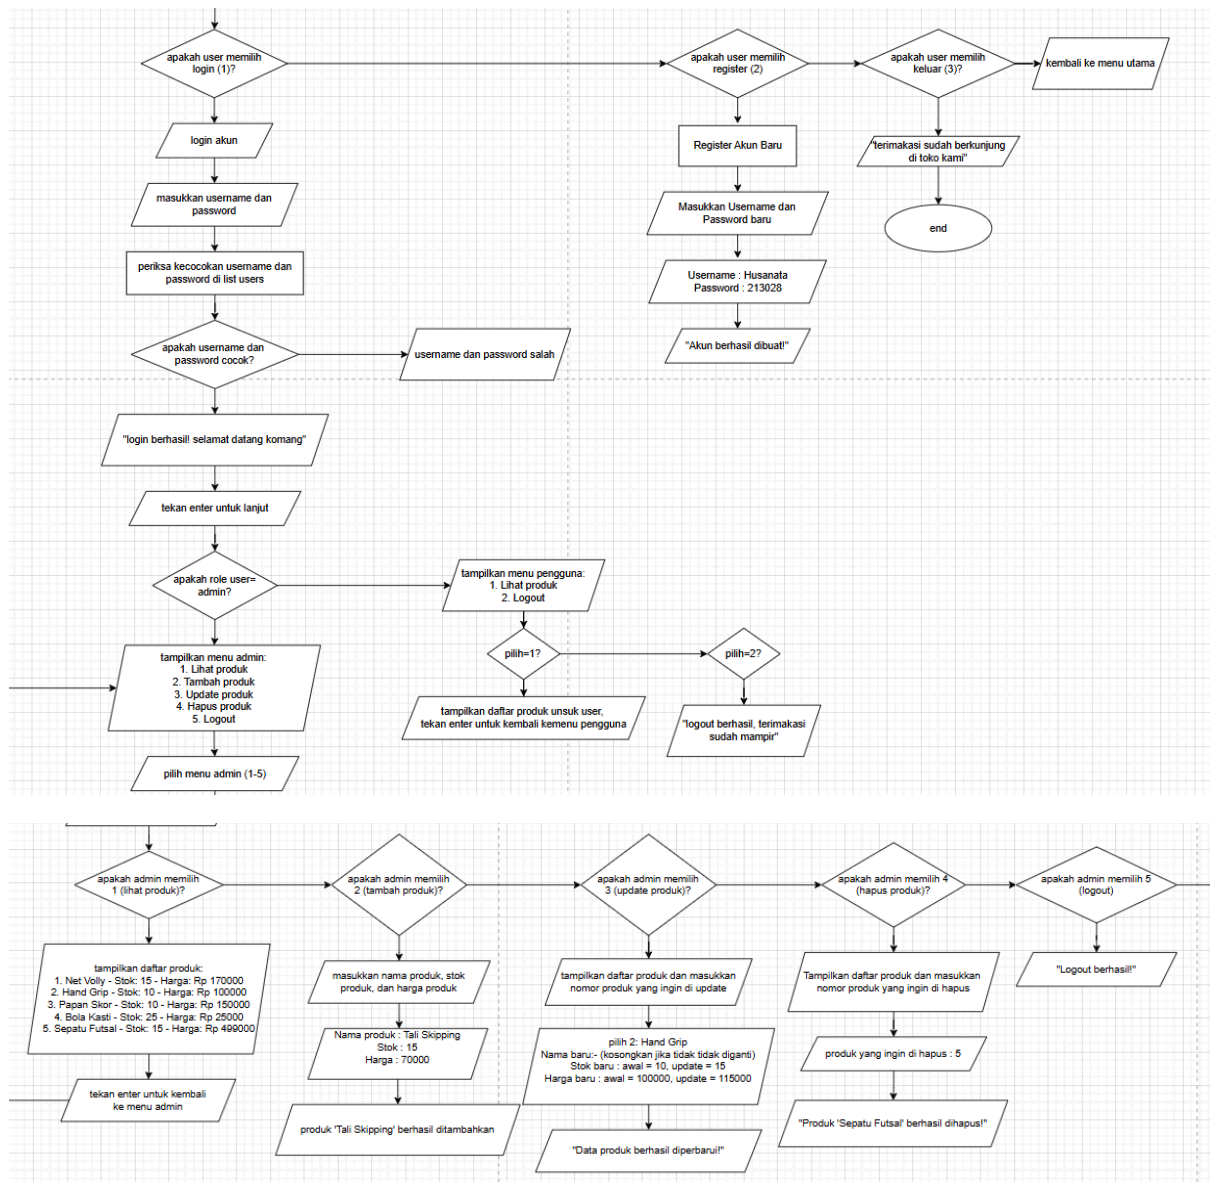 apakah user memilih
login (1)?
apakah user memilih
register (2)
apakah user memilih
keluar (3)?
kembali ke menu utama
login akun
masukkan username dan
password
periksa kecocokan username dan
password di list users
apakah username dan
password cocok?
username dan password salah
Register Akun Baru
Masukkan Username dan
Password baru
Username : Husanata
Password : 213028
"Akun berhasil dibuat!"
"terimakasi sudah berkunjung
di toko kami"
end
"login berhasil! selamat datang komang"
tekan enter untuk lanjut
apakah role user=
admin?
tampilkan menu pengguna:
1. Lihat produk
2. Logout
pilih=1?
pilih=2?
tampilkan daftar produk unsuk user,
tekan enter untuk kembali kemenu pengguna
"logout berhasil, terimakasi
sudah mampir"
tampilkan menu admin:
1. Lihat produk
2. Tambah produk
3. Update produk
4. Hapus produk
5. Logout
pilih menu admin (1-5)
apakah admin memilih
1 (lihat produk)?
apakah admin memilih
2 (tambah produk)?
apakah admin memilih
3 (update produk)?
apakah admin memilih 4
(hapus produk)?
apakah admin memilih 5
(logout)
tampilkan daftar produk:
1. Net Volly - Stok: 15 - Harga: Rp 170000
2. Hand Grip - Stok: 10 - Harga: Rp 100000
3. Papan Skor - Stok: 10 - Harga: Rp 150000
4. Bola Kasti - Stok: 25 - Harga: Rp 25000
5. Sepatu Futsal - Stok: 15 - Harga: Rp 499000
tekan enter untuk kembali
ke menu admin
masukkan nama produk, stok
produk, dan harga produk
Nama produk : Tali Skipping
Stok : 15
Harga : 70000
produk 'Tali Skipping' berhasil ditambahkan
tampilkan daftar produk dan masukkan
nomor produk yang ingin di update
pilih 2: Hand Grip
Nama baru:- (kosongkan jika tidak tidak diganti)
Stok baru : awal = 10, update = 15
Harga baru : awal = 100000, update = 115000
"Data produk berhasil diperbarui!"
Tampilkan daftar produk dan masukkan
nomor produk yang ingin di hapus
produk yang ingin di hapus : 5
"Produk 'Sepatu Futsal' berhasil dihapus!"
"Logout berhasil!"